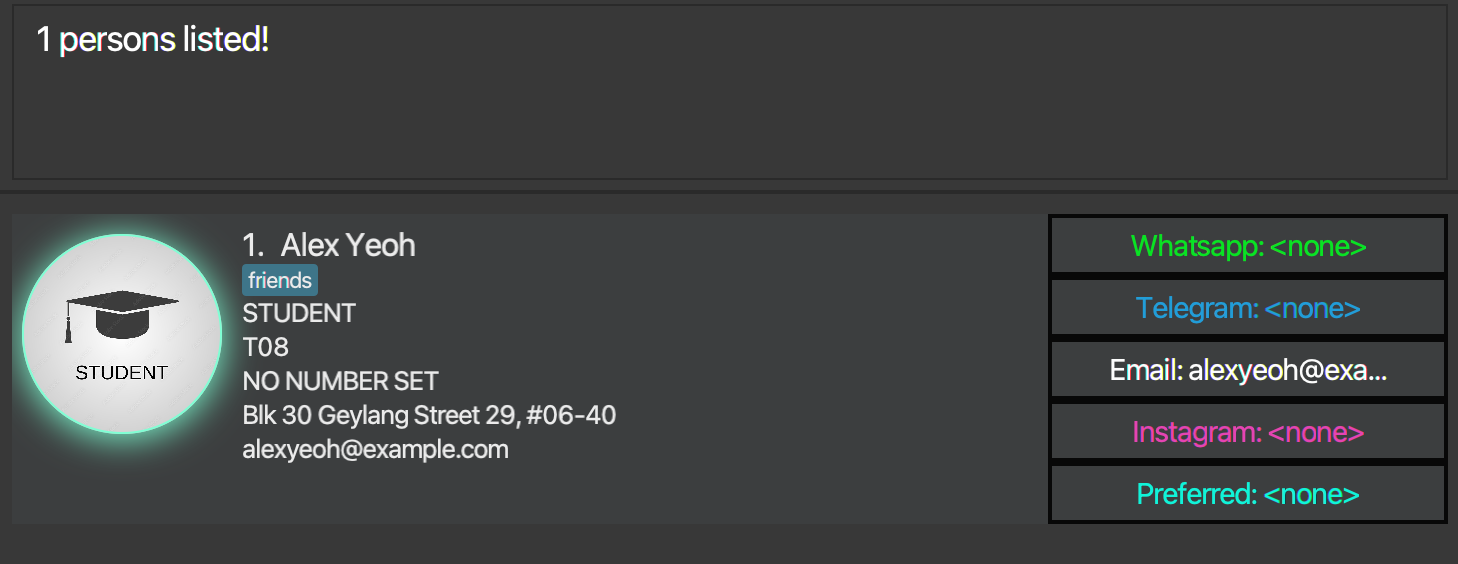 1 persons listed!
STUDENT
1. Alex Yeoh
friends
STUDENT
T08
NO NUMBER SET
Blk 30 Geylang Street 29, #06-40
alexyeoh@example.com
Whatsapp: <none>
Telegram: <none>
Email: alexyeoh@exa...
Instagram: <none>
Preferred: <none>